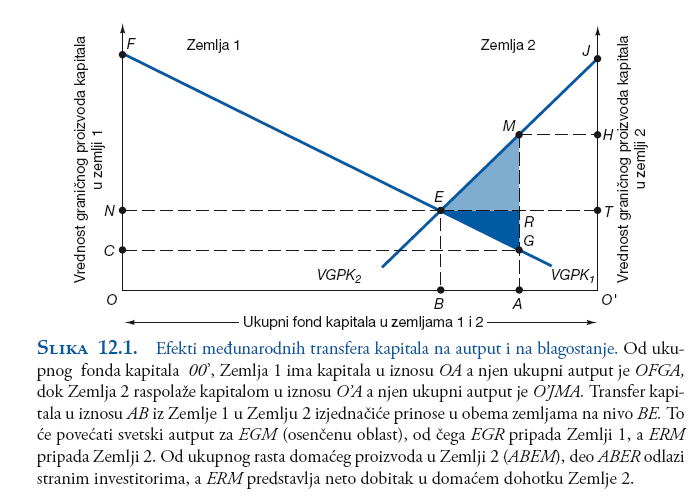 F
Zemlja 1
Zemlja 2
J
Vrednost graničnog proizvoda kapitala
u zemlji 1
Vrednost graničnog proizvoda kapitala
u zemlji 2
M
H
E
N
T
R
G
C
VGPK2
VGPK1
O
B
A
O'
Ukupni fond kapitala u zemljama 1 i 2
SLIKA 12.1. Efekti međunarodnih transfera kapitala na autput i na blagostanje. Od uku-
pnog fonda kapitala 00', Zemlja 1 ima kapitala u iznosu OA a njen ukupni autput je OFGA,
dok Zemlja 2 raspolaže kapitalom u iznosu O'A a njen ukupni autput je O'JMA. Transfer kapi-
tala u iznosu AB iz Zemlje 1 u Zemlju 2 izjednačiće prinose u obema zemljama na nivo BE. To
će povećati svetski autput za EGM (osenčenu oblast), od čega EGR pripada Zemlji 1, a ERM
pripada Zemlji 2. Od ukupnog rasta domaćeg proizvoda u Zemlji 2 (ABEM), deo ABER odlazi
stranim investitorima, a ERM predstavlja neto dobitak u domaćem dohotku Zemlje 2.